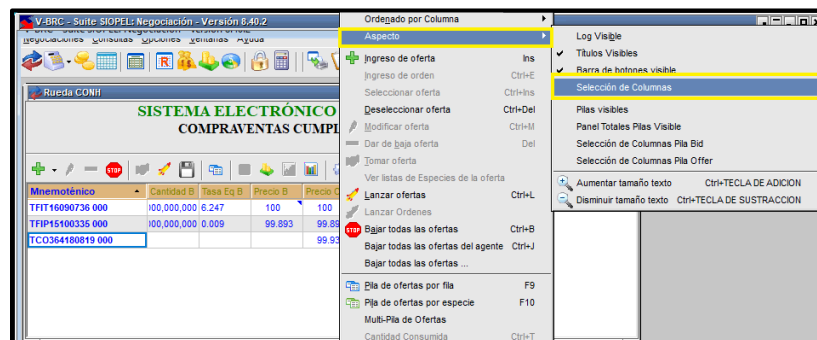 V-BRC - Suite SIOPEL: Negociación - Versión 8.40.2
Negociaciones Consultas Opciones Ventanas Ayuda
Rueda CONH
SISTEMA ELECTRÓNICO
COMPRAVENTAS CUMPL
STOP
Mnemoténico Cantidad B Tasa Eq B Precio B Precio O
TFIT16090736 000 100,000,000 6.247 100 100
TFIP15100335 000 100,000,000 0.009 99.893 99.89
TCO364180819 000 99.93
Ordenado por Columna
Aspecto
Ingreso de oferta Ins
Ingreso de orden Ctrl+E
Seleccionar oferta Ctrl+Ins
Deseleccionar oferta Ctrl+Del
Modificar oferta Ctrl+M
Dar de baja oferta Del
Tomar oferta
Ver listas de Especies de la oferta
Lanzar ofertas Ctrl+L
Lanzar Ordenes
STOP Bajar todas las ofertas Ctrl+B
Bajar todas las ofertas del agente Ctrl+J
Bajar todas las ofertas ...
Pila de ofertas por fila F9
Pila de ofertas por especie F10
Multi-Pila de Ofertas
Cantidad Consumida Ctrl+T
Log Visible
Títulos Visibles
Barra de botones visible
Selección de Columnas
Pilas visibles
Panel Totales Pilas Visible
Selección de Columnas Pila Bid
Selección de Columnas Pila Offer
Aumentar tamaño texto Ctrl+TECLA DE ADICION
Disminuir tamaño texto Ctrl+TECLA DE SUSTRACCION